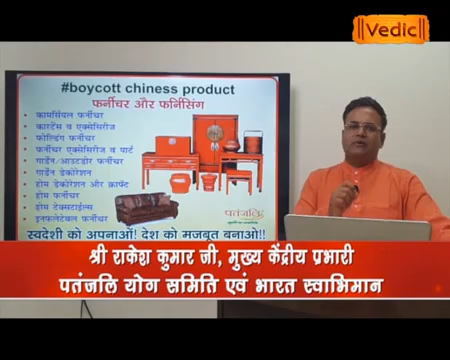 Vedic
#boycott chiness product
फर्नीचर और फर्निसिंग
कामर्सियल फर्नीचर
कारटेंस व एक्सेसिरीज
फोल्डिंग फर्नीचर
फर्नीचर एक्सेसिरीज व पार्ट
गार्डेन/आउटडोर फर्नीचर
गार्डेन डेकोरेशन
होम डेकोरेशन और क्राफ्ट
होम फर्नीचर
होम टेक्सटाईल्स
इनफ्लेटेबल फर्नीचर
पतंजलि
स्वदेशी को अपनाओं! देश को मजबूत बनाओ!!
श्री राकेश कुमार जी, मुख्य केंद्रीय प्रभारी
पतंजलि योग समिति एवं भारत स्वाभिमान